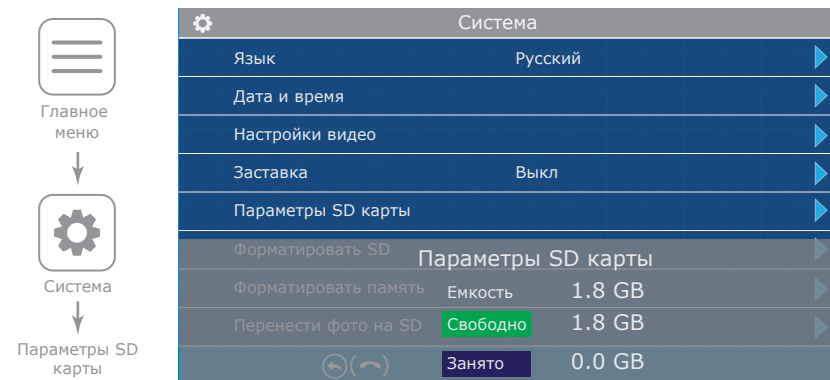 Главное
меню
Система
Параметры SD
карты
Система
Язык Русский
Дата и время
Настройки видео
Заставка Выкл
Параметры SD карты
Форматировать SD
Форматировать память
Перенести фото на SD
Параметры SD карты
Емкость 1.8 GB
Свободно 1.8 GB
Занято 0.0 GB